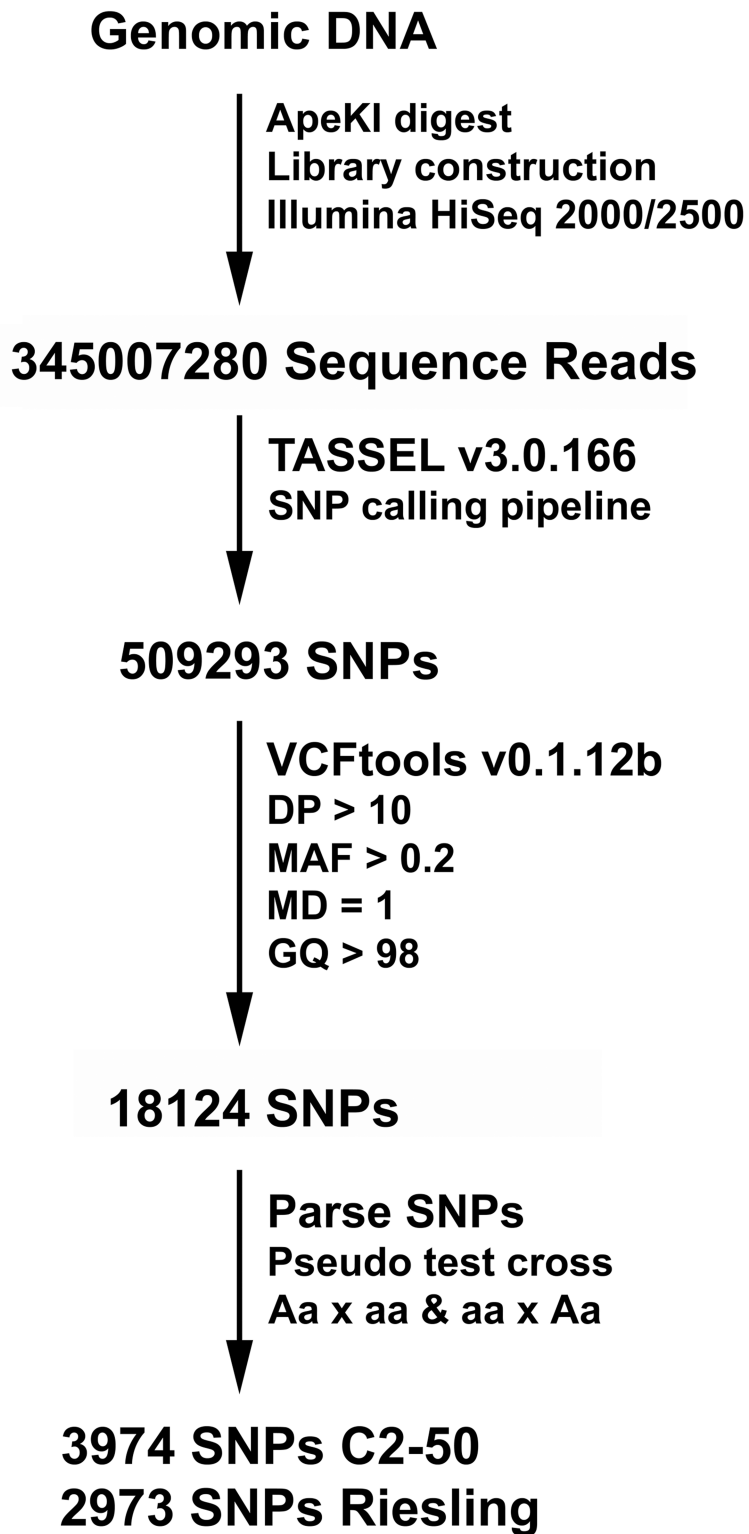 Genomic DNA
ApeKI digest
Library construction
Illumina HiSeq 2000/2500
345007280 Sequence Reads
TASSEL v3.0.166
SNP calling pipeline
509293 SNPs
VCFtools v0.1.12b
DP > 10
MAF > 0.2
MD = 1
GQ > 98
18124 SNPs
Parse SNPs
Pseudo test cross
Aa x aa & aa x Aa
3974 SNPs C2-50
2973 SNPs Riesling